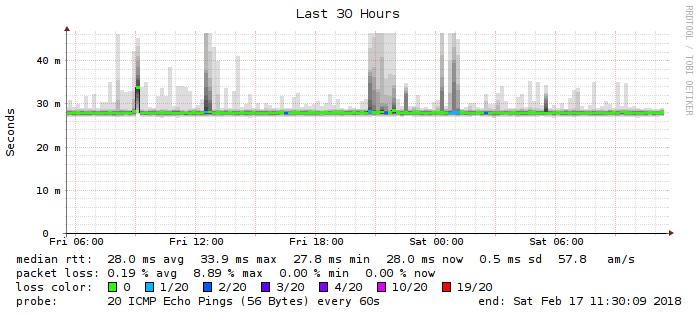 Last 30 Hours
RRDTOOL / TOBI OETIKER
Seconds
40 m
30 m
20 m
10 m
0
Fri 06:00 Fri 12:00 Fri 18:00 Sat 00:00 Sat 06:00
median rtt: 28.0 ms avg 33.9 ms max 27.8 ms min 28.0 ms now 0.5 ms sd 57.8 am/s
packet loss: 0.19 % avg 8.89 % max 0.00 % min 0.00 % now
loss color: 0 1/20 2/20 3/20 4/20 10/20 19/20
probe: 20 ICMP Echo Pings (56 Bytes) every 60s end: Sat Feb 17 11:30:09 2018